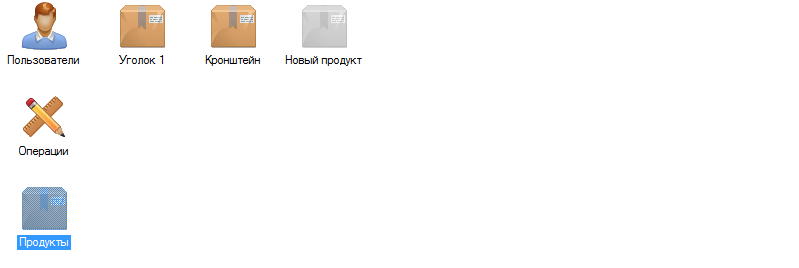 Пользователи
Уголок 1
Кронштейн
Новый продукт
Операции
Продукты